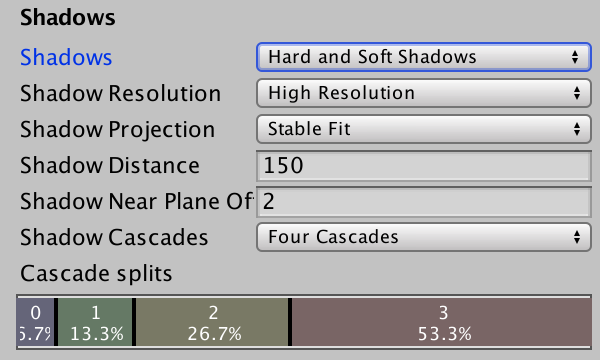 Shadows
Shadows Hard and Soft Shadows
Shadow Resolution High Resolution
Shadow Projection Stable Fit
Shadow Distance 150
Shadow Near Plane Of 2
Shadow Cascades Four Cascades
Cascade splits
0 1 2 3
6.7% 13.3% 26.7% 53.3%